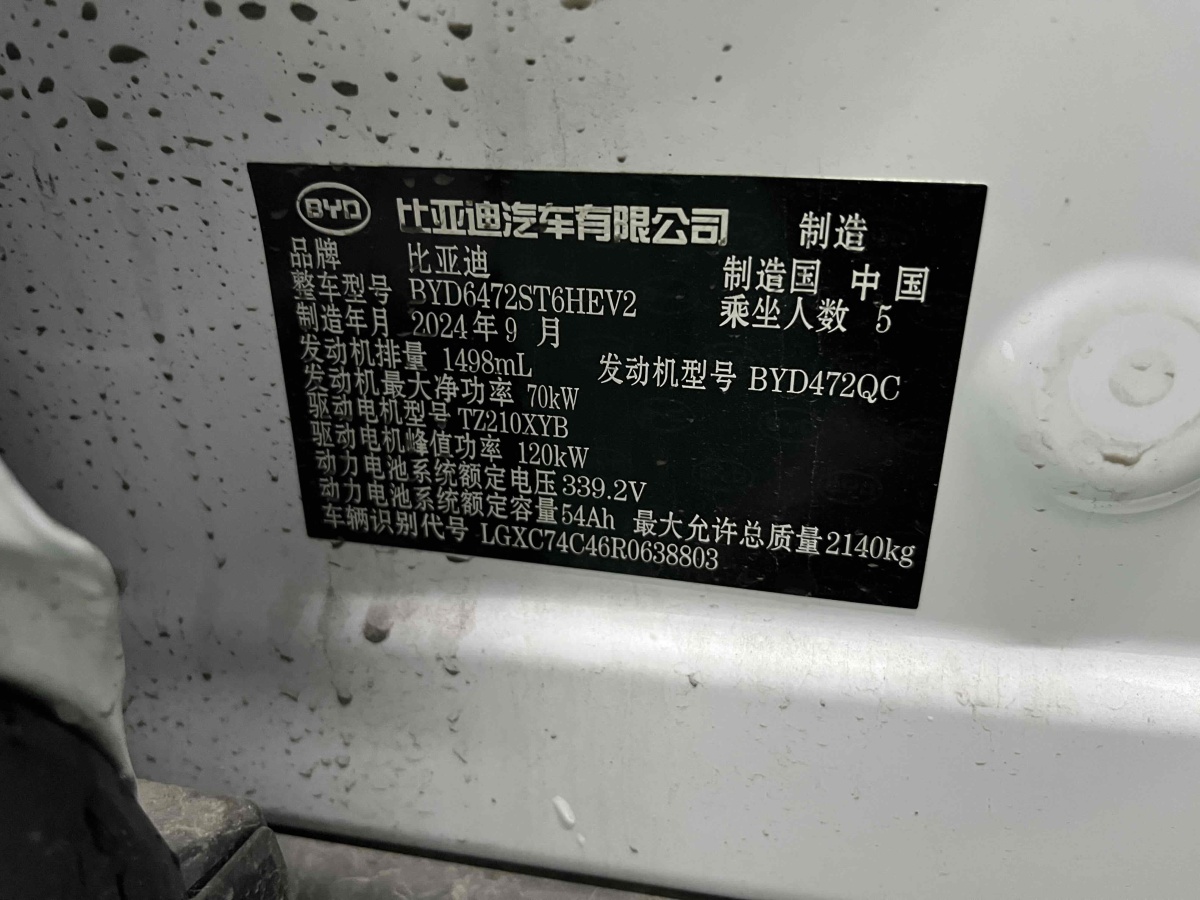 BYD 比亚迪汽车有限公司 制造
品牌 比亚迪 制造国 中国
整车型号 BYD6472ST6HEV2 乘坐人数 5
制造年月 2024年9月
发动机排量 1498mL 发动机型号 BYD472QC
发动机最大净功率 70kW
驱动电机型号 TZ210XYB
驱动电机峰值功率 120kW
动力电池系统额定电压 339.2V
动力电池系统额定容量 54Ah 最大允许总质量 2140kg
车辆识别代号 LGXC74C46R0638803